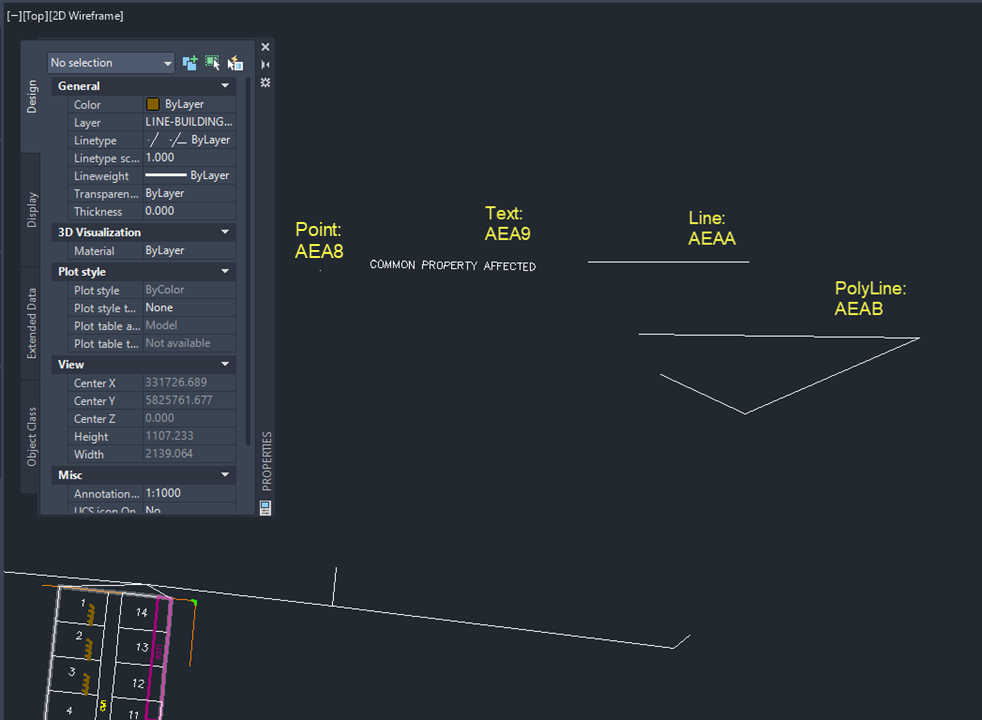 [−][Top][2D Wireframe]
No selection
Design
Display
Extended Data
Object Class
PROPERTIES
General
Color ByLayer
Layer LINE-BUILDING...
Linetype ByLayer
Linetype sc... 1.000
Lineweight ByLayer
Transparen... ByLayer
Thickness 0.000
3D Visualization
Material ByLayer
Plot style
Plot style ByColor
Plot style t... None
Plot table a... Model
Plot table t... Not available
View
Center X 331726.689
Center Y 5825761.677
Center Z 0.000
Height 1107.233
Width 2139.064
Misc
Annotation... 1:1000
UCS icon On No
Point:
AEA8
Text:
AEA9
COMMON PROPERTY AFFECTED
Line:
AEAA
PolyLine:
AEAB
1
14
2
13
3
12
4
11